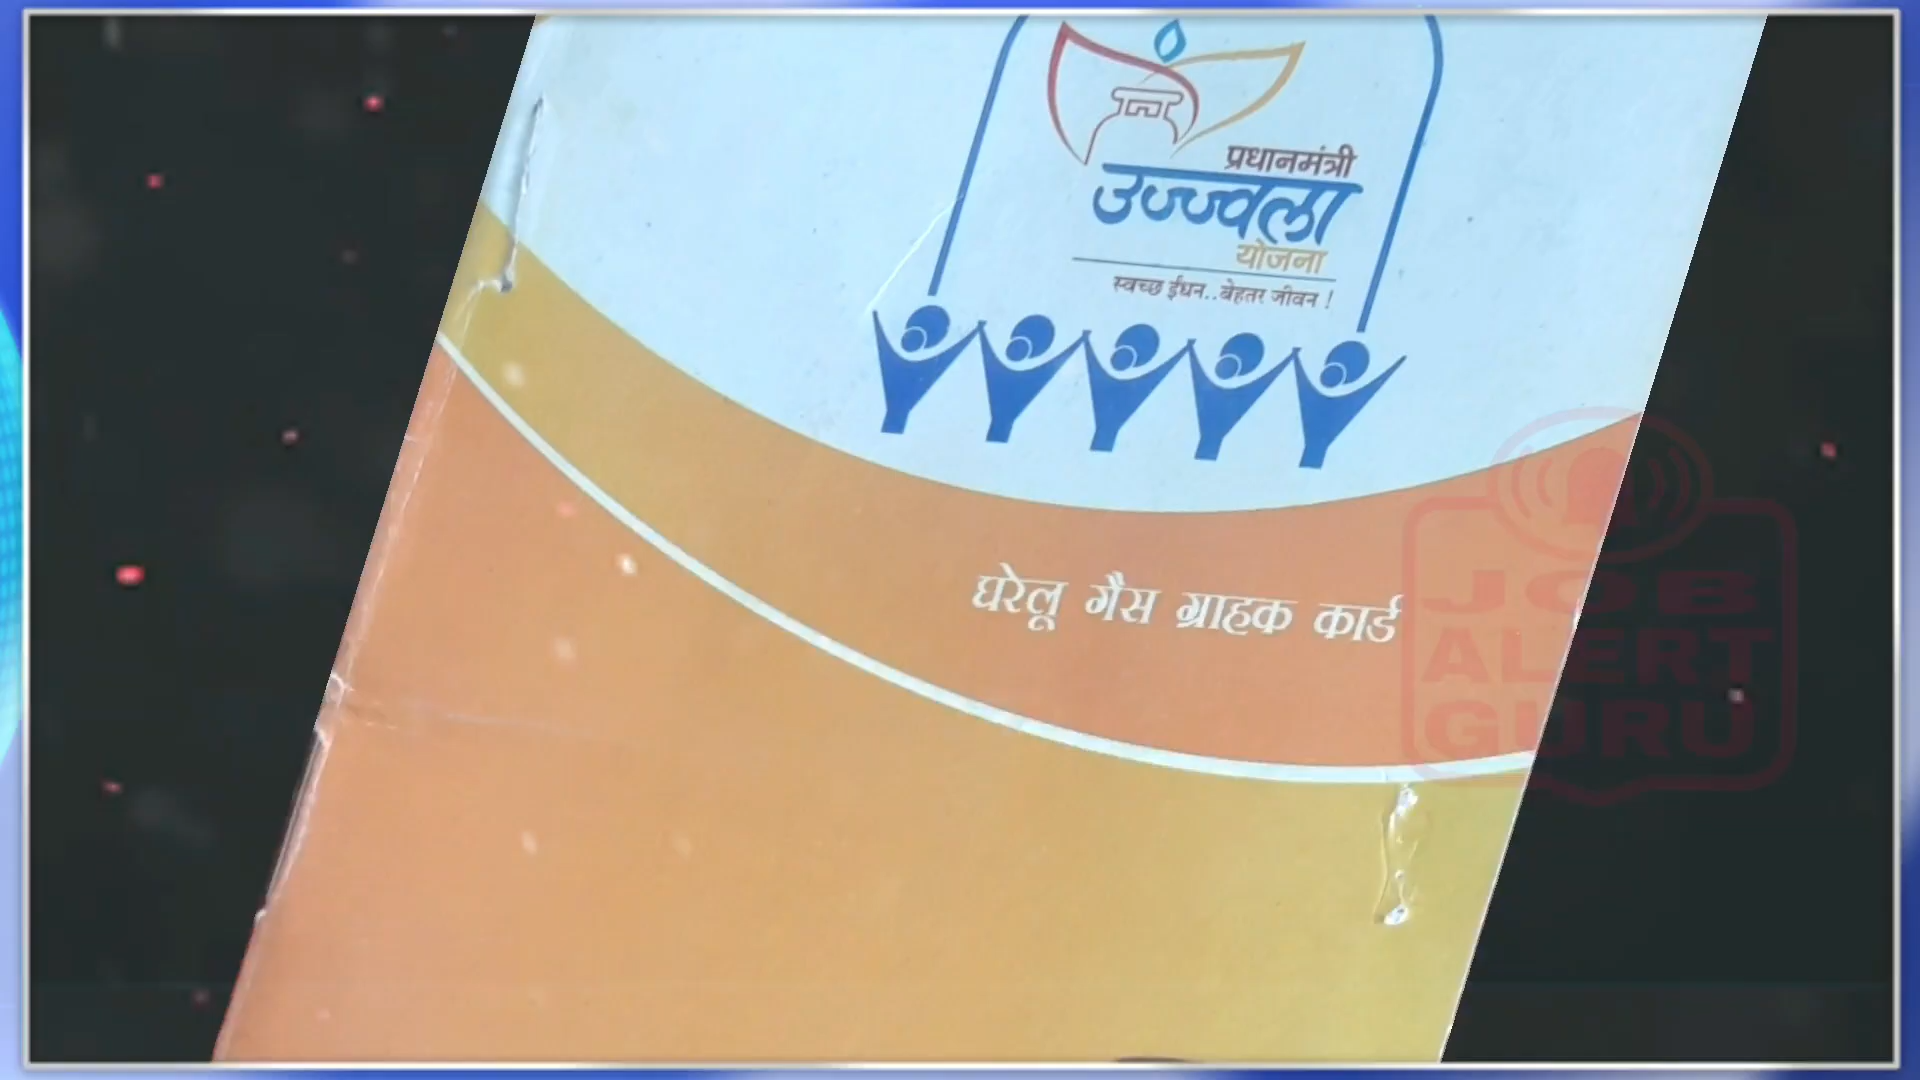 प्रधानमंत्री
उज्ज्वला
योजना
स्वच्छ ईंधन..बेहतर जीवन !
घरेलू गैस ग्राहक कार्ड
JOB
ALERT
GURU